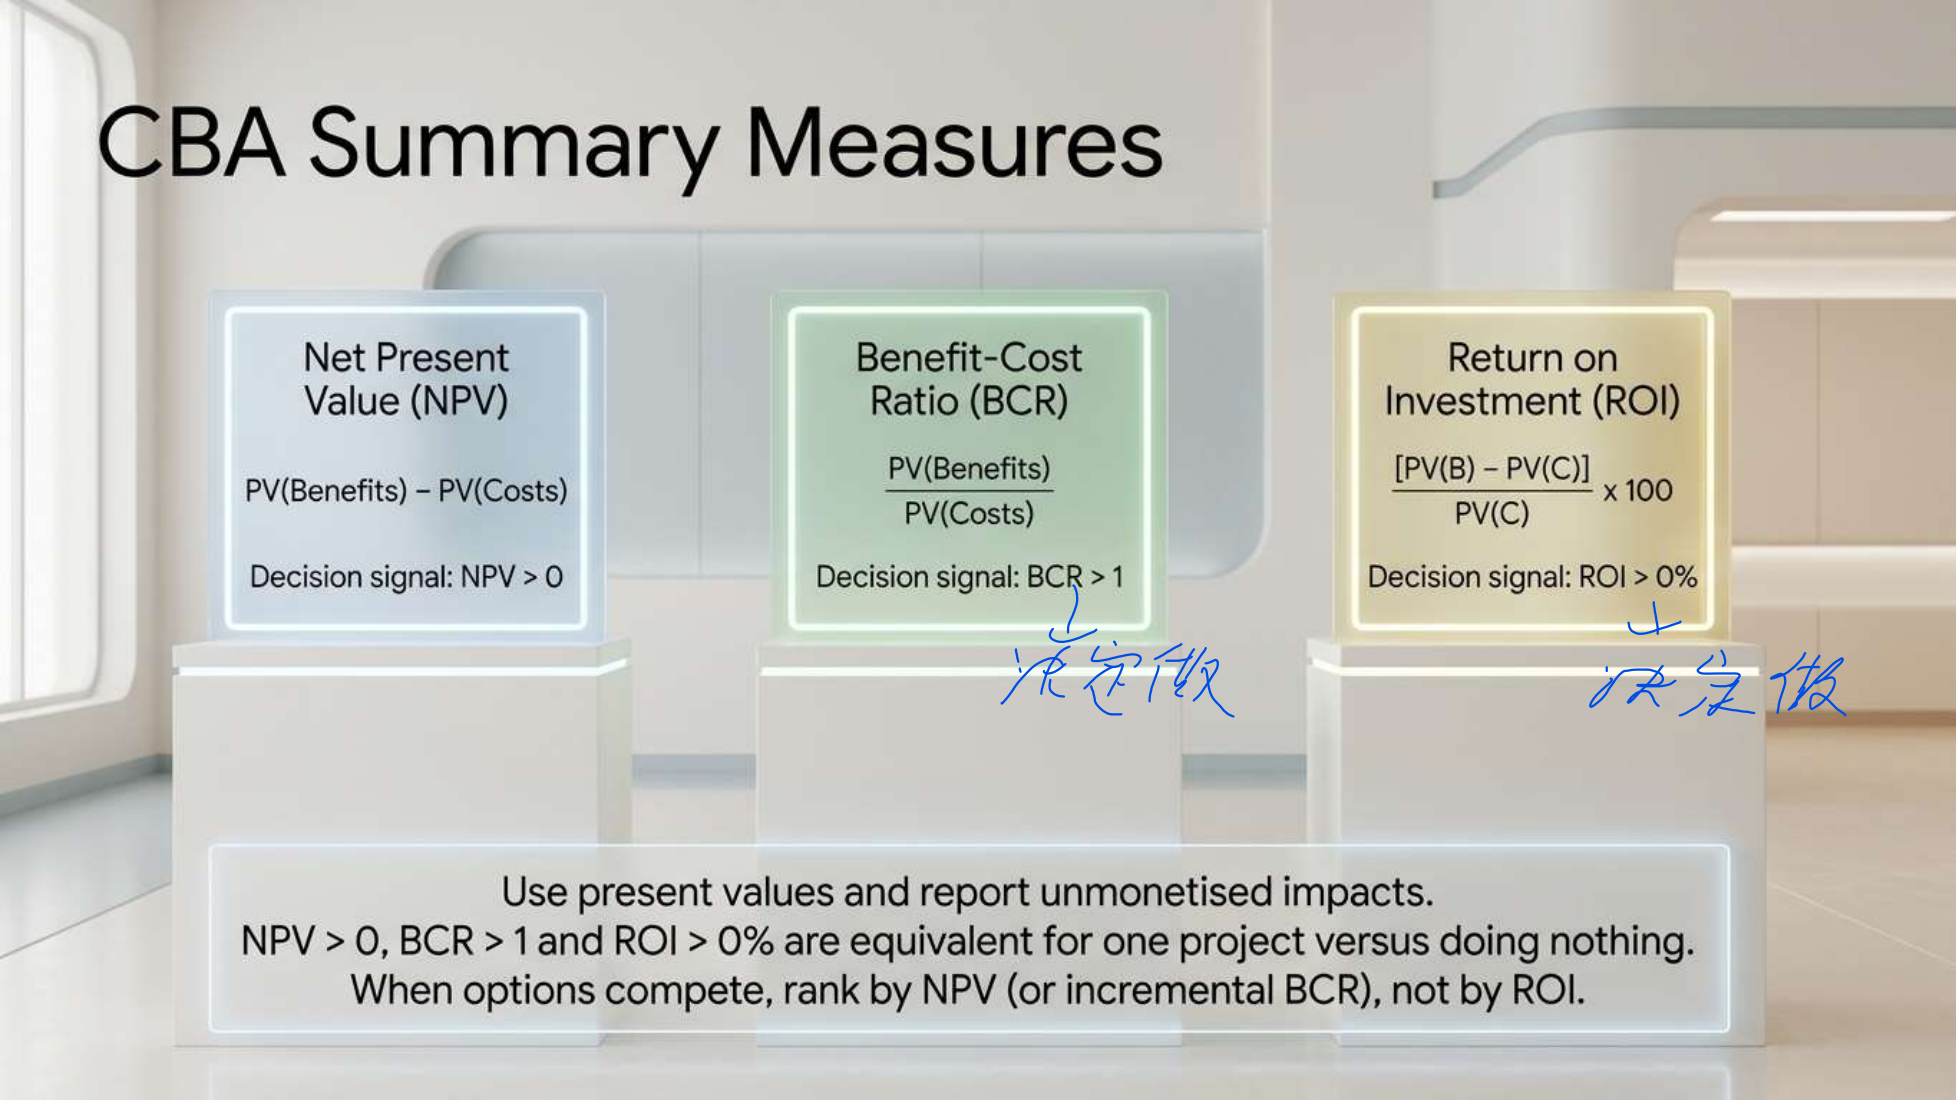 CBA Summary Measures
Net Present
Value (NPV)
PV(Benefits) – PV(Costs)
Decision signal: NPV > 0
Benefit-Cost
Ratio (BCR)
PV(Benefits)
PV(Costs)
Decision signal: BCR > 1
决定做
Return on
Investment (ROI)
[PV(B) – PV(C)]
PV(C)
x 100
Decision signal: ROI > 0%
决定做
Use present values and report unmonetised impacts.
NPV > 0, BCR > 1 and ROI > 0% are equivalent for one project versus doing nothing.
When options compete, rank by NPV (or incremental BCR), not by ROI.